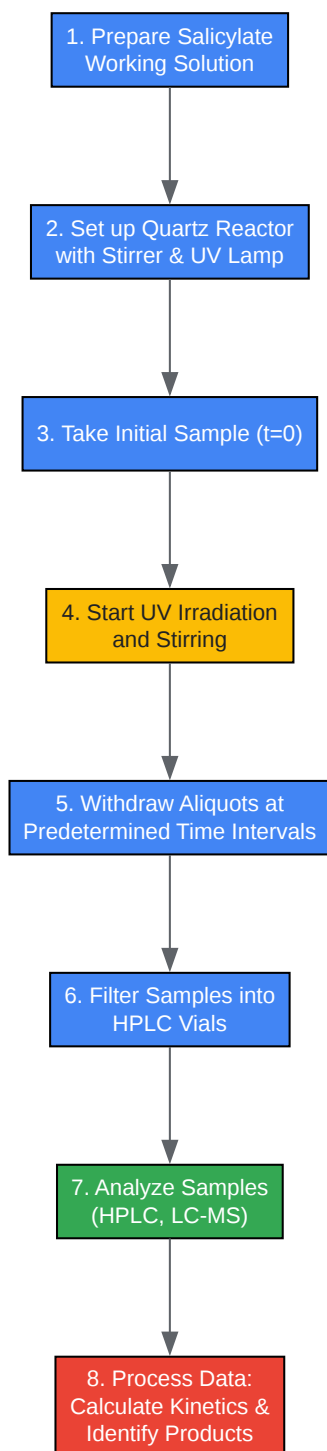 1. Prepare Salicylate
Working Solution
2. Set up Quartz Reactor
with Stirrer & UV Lamp
3. Take Initial Sample (t=0)
4. Start UV Irradiation
and Stirring
5. Withdraw Aliquots at
Predetermined Time Intervals
6. Filter Samples into
HPLC Vials
7. Analyze Samples
(HPLC, LC-MS)
8. Process Data:
Calculate Kinetics &
Identify Products